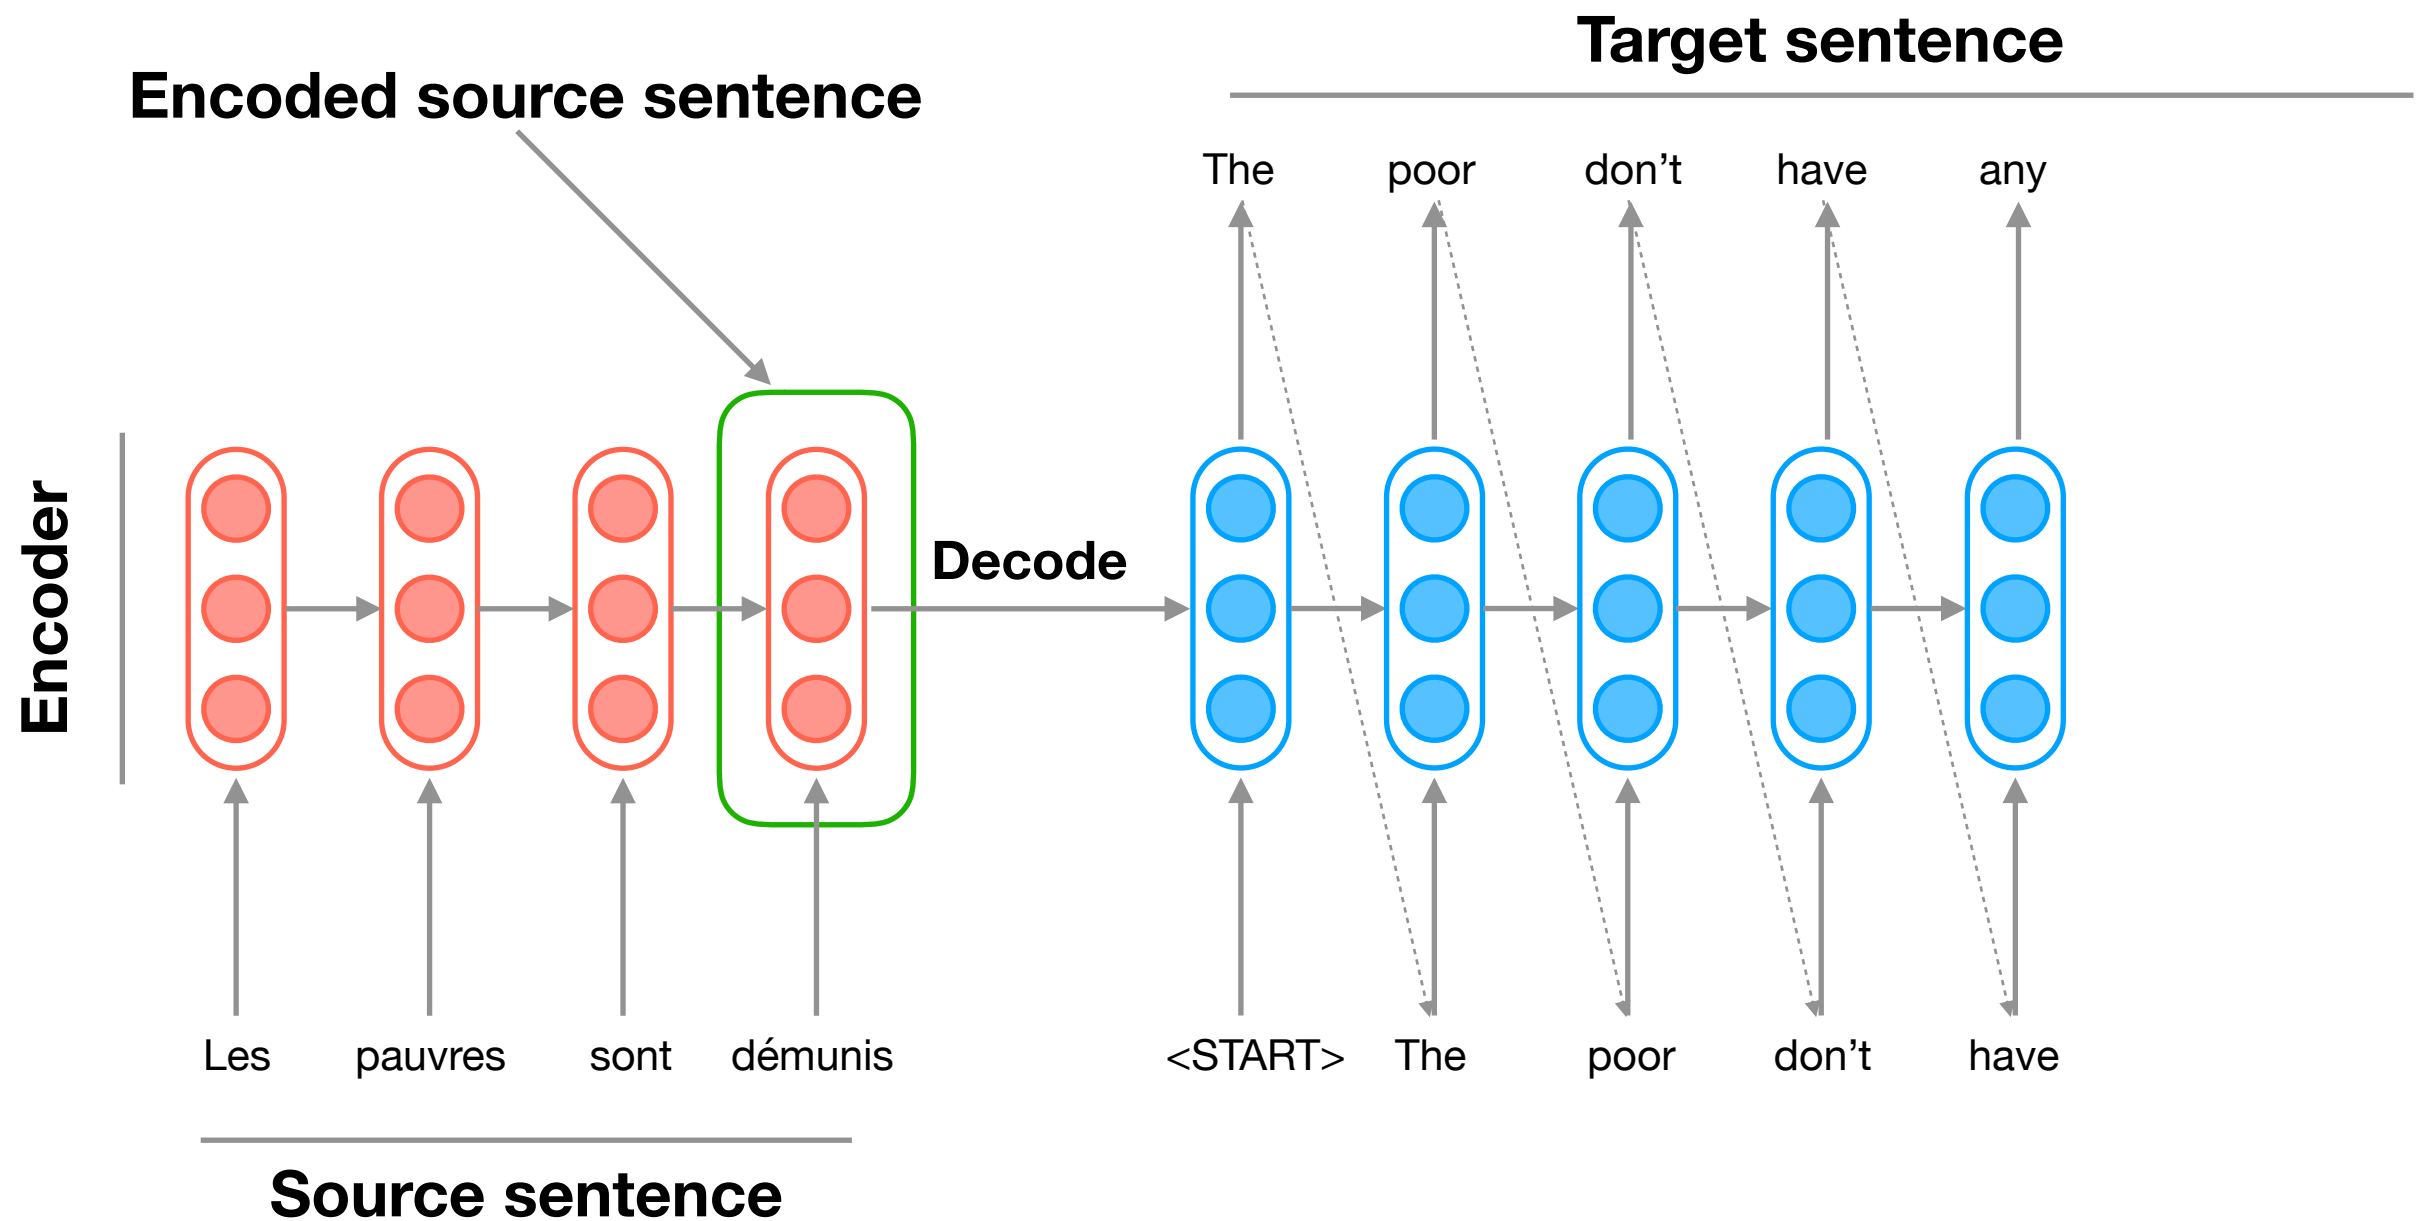 Target sentence
Encoded source sentence
The poor don’t have any
Encoder
Decode
Les pauvres sont démunis
<START> The poor don’t have
Source sentence